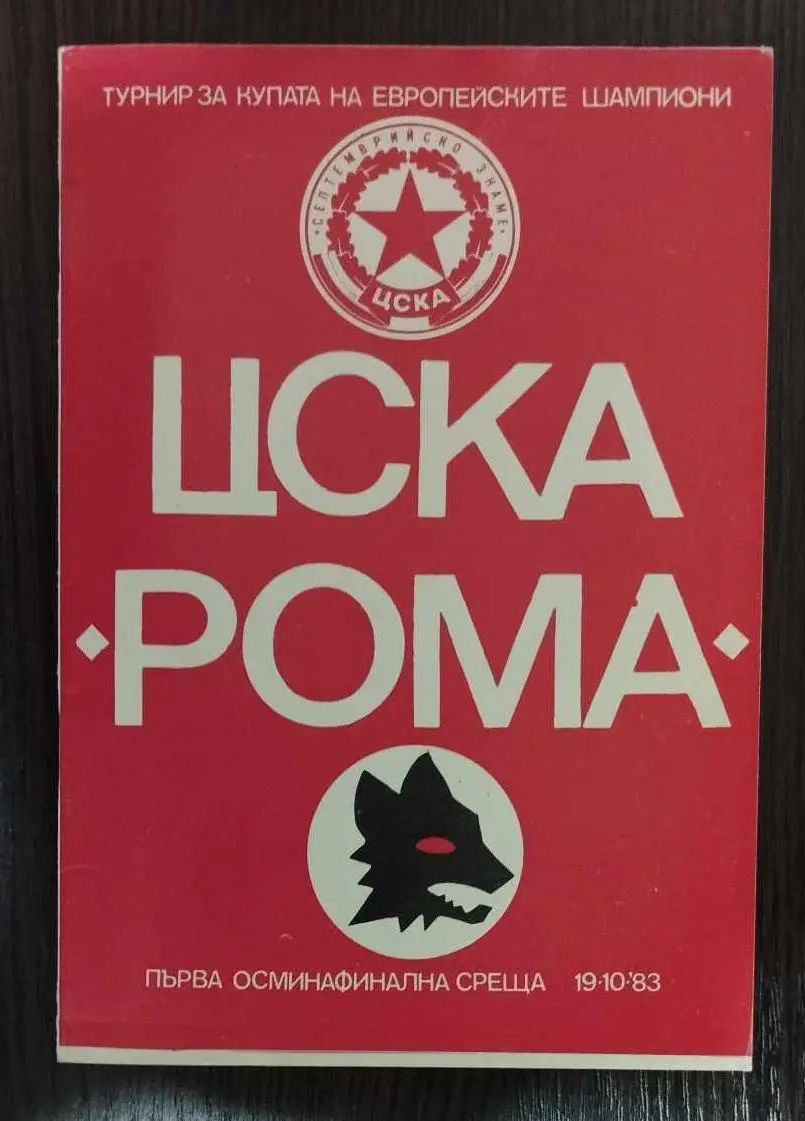 ТУРНИР ЗА КУПАТА НА ЕВРОПЕЙСКИТЕ ШАМПИОНИ
•СЕПТЕМВРИЙСКО ЗНАМЕ•
ЦСКА
ЦСКА
•РОМА•
ПЪРВА ОСМИНАФИНАЛНА СРЕЩА 19·10·'83